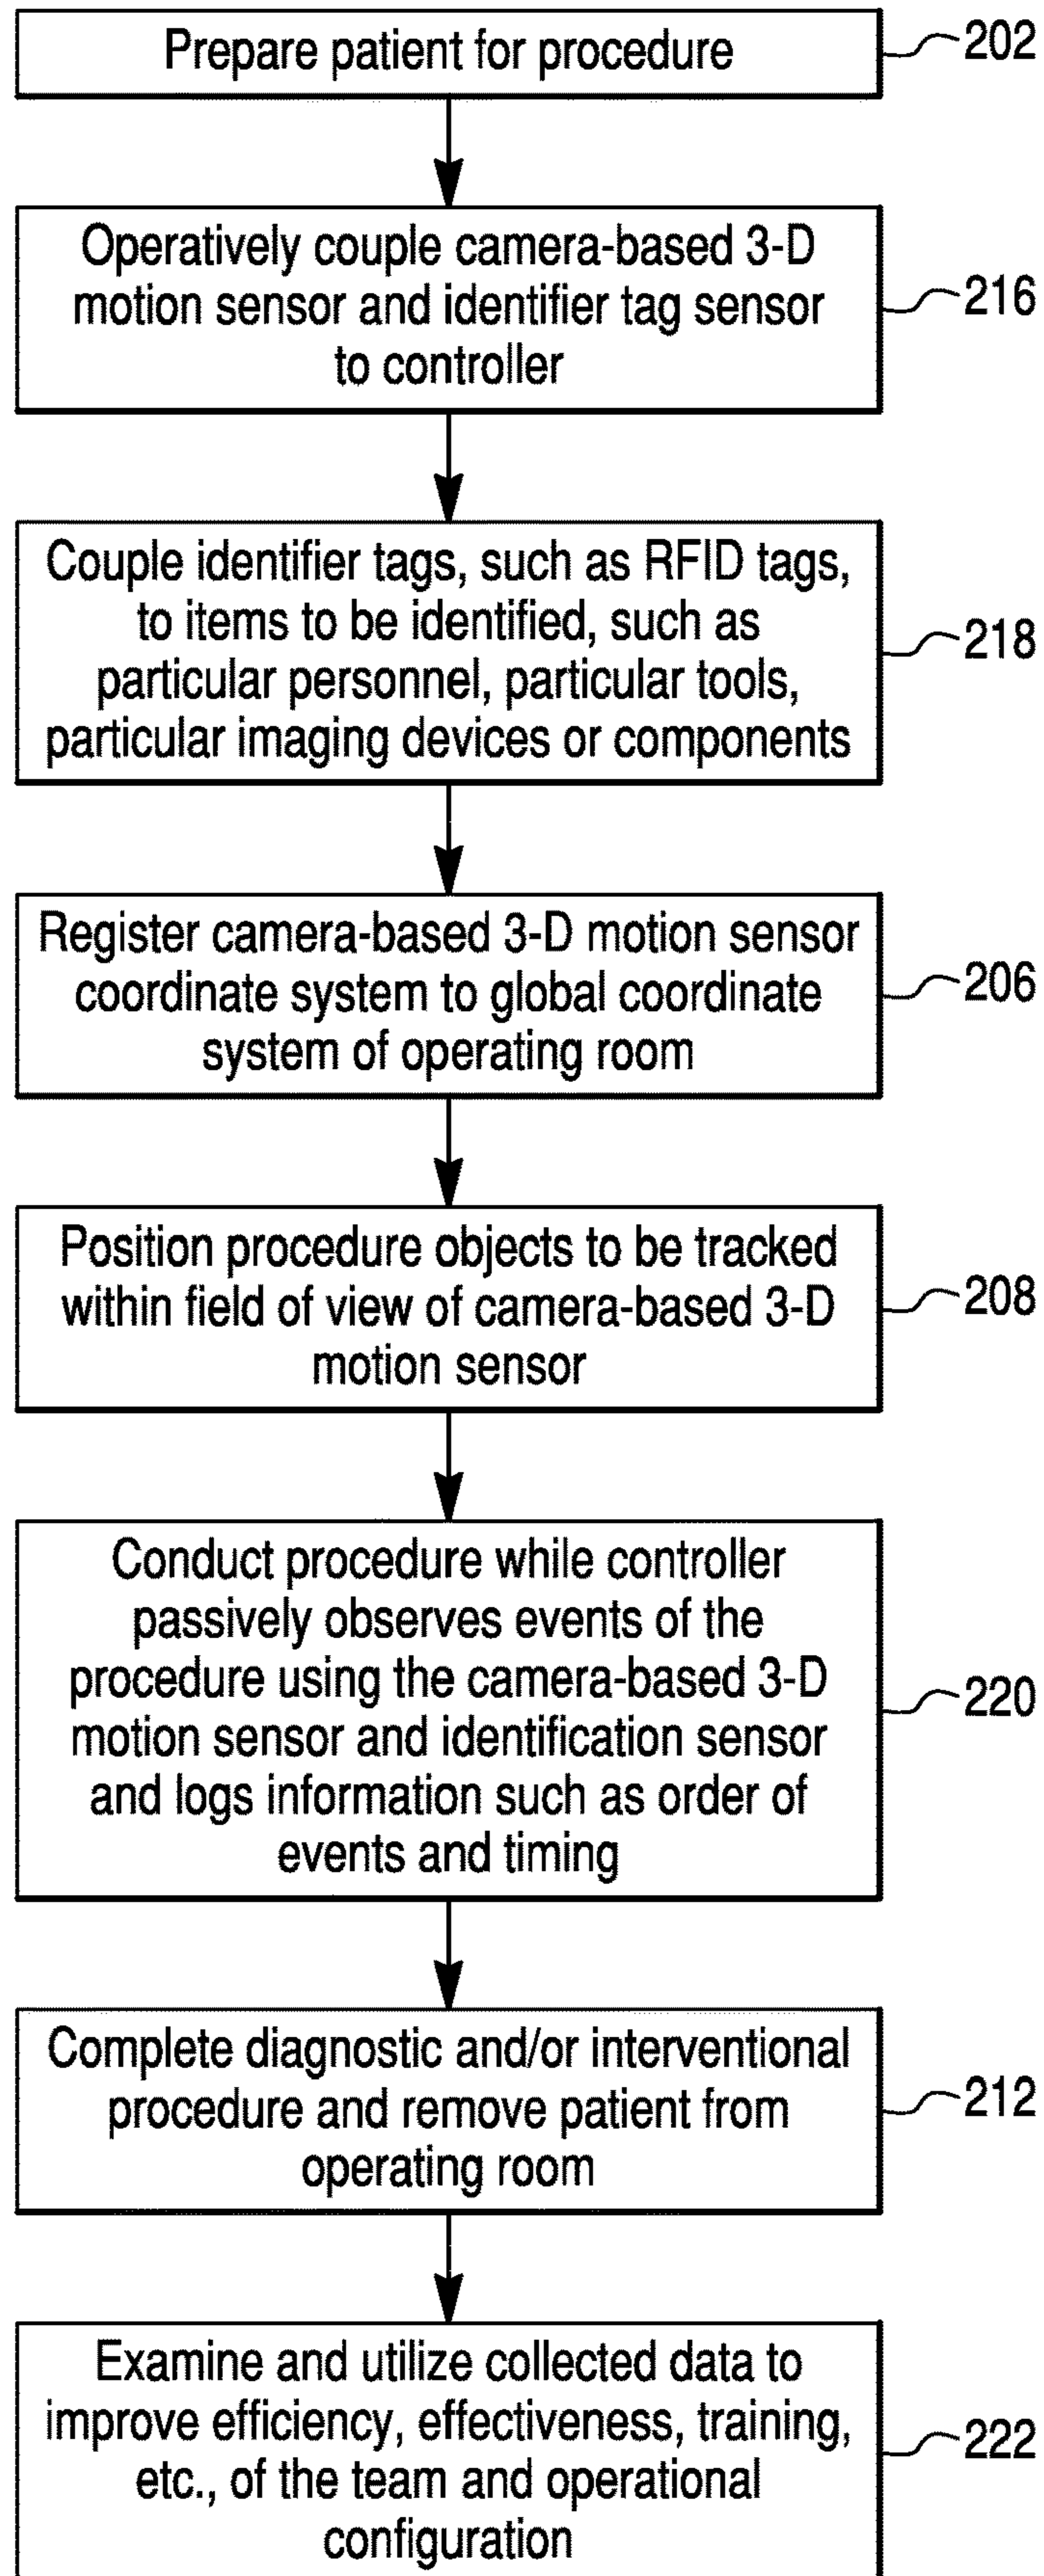 Prepare patient for procedure
202
Operatively couple camera-based 3-D
motion sensor and identifier tag sensor
to controller
216
Couple identifier tags, such as RFID tags,
to items to be identified, such as
particular personnel, particular tools,
particular imaging devices or components
218
Register camera-based 3-D motion sensor
coordinate system to global coordinate
system of operating room
206
Position procedure objects to be tracked
within field of view of camera-based 3-D
motion sensor
208
Conduct procedure while controller
passively observes events of the
procedure using the camera-based 3-D
motion sensor and identification sensor
and logs information such as order of
events and timing
220
Complete diagnostic and/or interventional
procedure and remove patient from
operating room
212
Examine and utilize collected data to
improve efficiency, effectiveness, training,
etc., of the team and operational
configuration
222